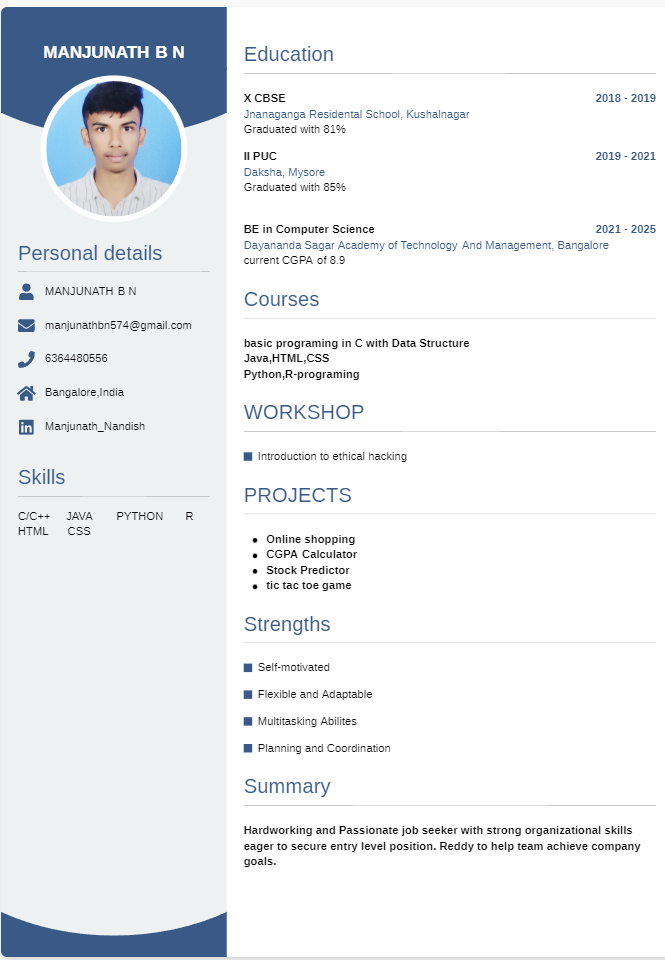 MANJUNATH B N
Personal details
MANJUNATH B N
manjunathbn574@gmail.com
6364480556
Bangalore,India
Manjunath_Nandish
Skills
C/C++ JAVA PYTHON R
HTML CSS
Education
X CBSE 2018 - 2019
Jnanaganga Residental School, Kushalnagar
Graduated with 81%
II PUC 2019 - 2021
Daksha, Mysore
Graduated with 85%
BE in Computer Science 2021 - 2025
Dayananda Sagar Academy of Technology And Management, Bangalore
current CGPA of 8.9
Courses
basic programing in C with Data Structure
Java,HTML,CSS
Python,R-programing
WORKSHOP
Introduction to ethical hacking
PROJECTS
Online shopping
CGPA Calculator
Stock Predictor
tic tac toe game
Strengths
Self-motivated
Flexible and Adaptable
Multitasking Abilites
Planning and Coordination
Summary
Hardworking and Passionate job seeker with strong organizational skills
eager to secure entry level position. Reddy to help team achieve company
goals.